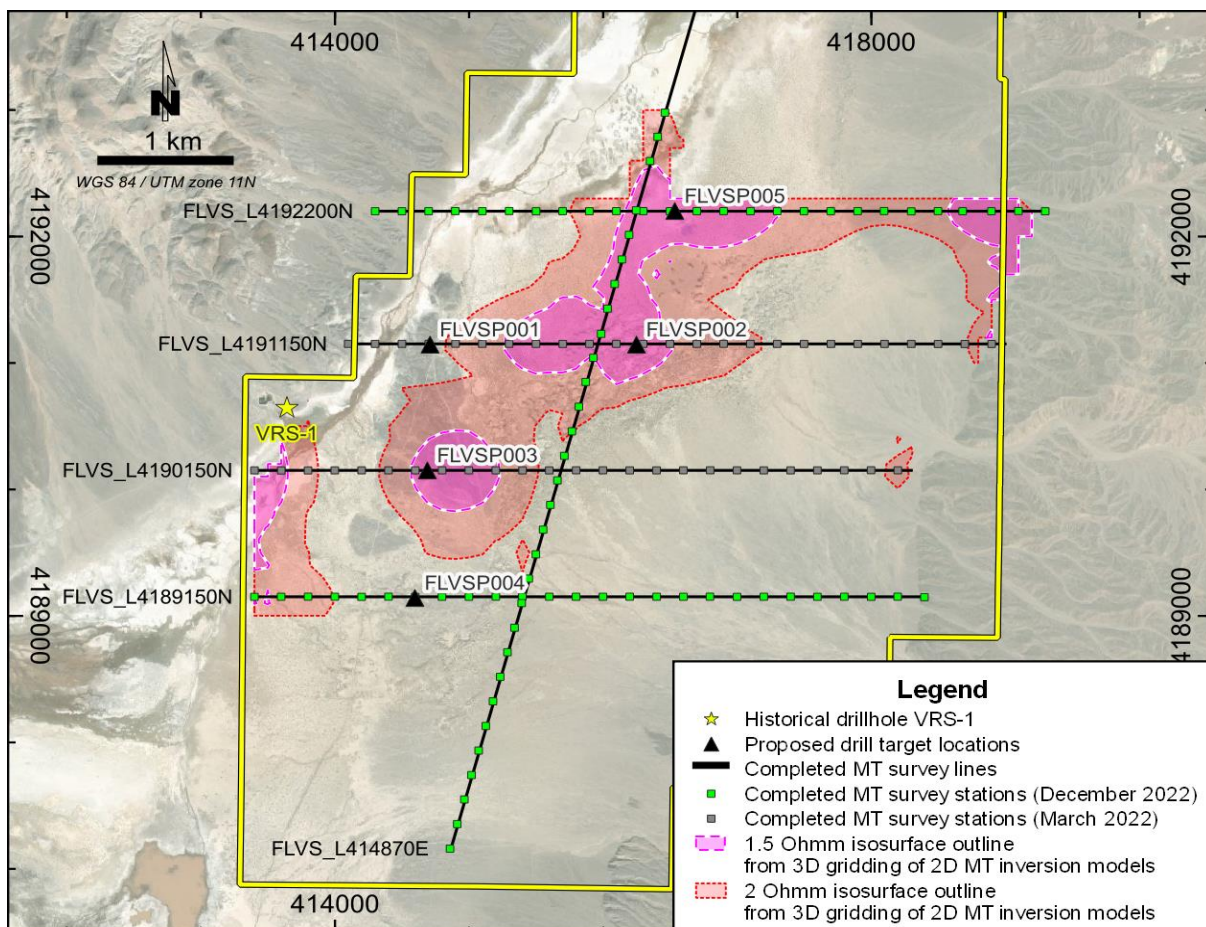 414000
418000
N
1 km
WGS 84 / UTM zone 11N
FLVSP005
FLVS_L4192200N
4192000
4192000
FLVSP001
FLVSP002
FLVS_L4191150N
VRS-1
FLVSP003
FLVS_L4190150N
FLVSP004
FLVS_L4189150N
4189000
4189000
FLVS_L414870E
414000
Legend
Historical drillhole VRS-1
Proposed drill target locations
Completed MT survey lines
Completed MT survey stations (December 2022)
Completed MT survey stations (March 2022)
1.5 Ohmm isosurface outline
from 3D gridding of 2D MT inversion models
2 Ohmm isosurface outline
from 3D gridding of 2D MT inversion models